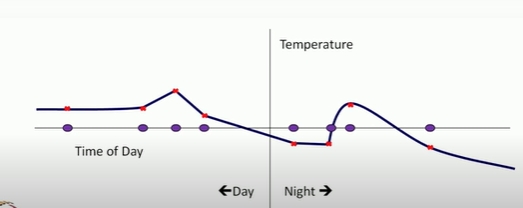 Temperature
Time of Day
←Day
Night→